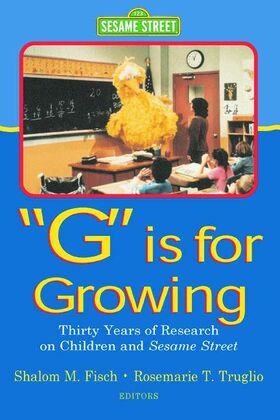 123
SESAME STREET
"G" is for
Growing
Thirty Years of Research
on Children and Sesame Street
Shalom M. Fisch • Rosemarie T. Truglio
EDITORS